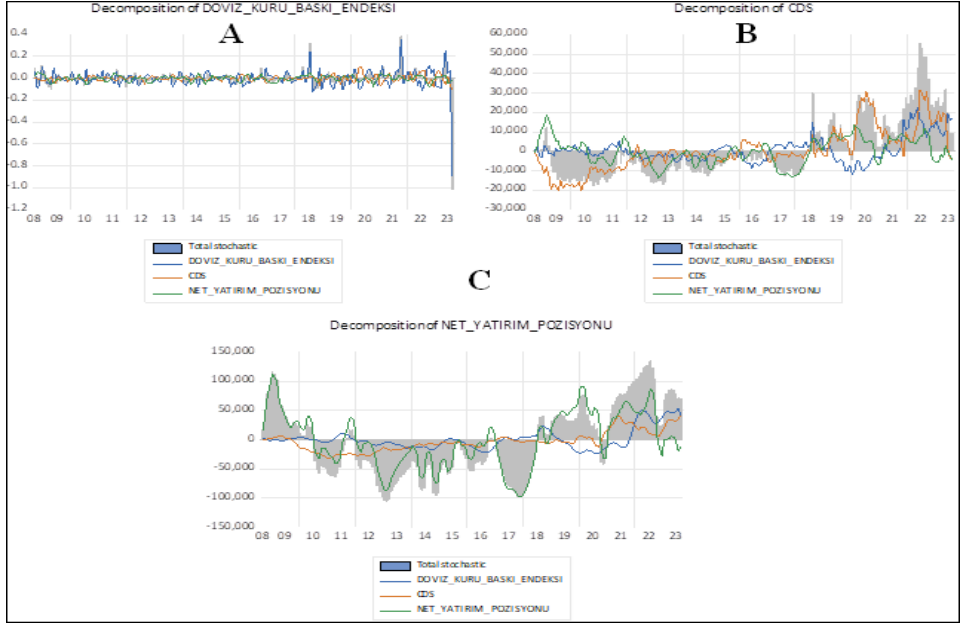 Decomposition of DOVIZ_KURU_BASKI_ENDEKSI
A
0.4
0.2
0.0
-0.2
-0.4
-0.6
-0.8
-1.0
-1.2
08 09 10 11 12 13 14 15 16 17 18 19 20 21 22 23
Total stochastic
DOVIZ_KURU_BASKI_ENDEKSI
CDS
NET_YATIRIM_POZISYONU
Decomposition of CDS
B
60,000
50,000
40,000
30,000
20,000
10,000
0
-10,000
-20,000
-30,000
08 09 10 11 12 13 14 15 16 17 18 19 20 21 22 23
Total stochastic
DOVIZ_KURU_BASKI_ENDEKSI
CDS
NET_YATIRIM_POZISYONU
C
Decomposition of NET_YATIRIM_POZISYONU
150,000
100,000
50,000
0
-50,000
-100,000
-150,000
08 09 10 11 12 13 14 15 16 17 18 19 20 21 22 23
Total stochastic
DOVIZ_KURU_BASKI_ENDEKSI
CDS
NET_YATIRIM_POZISYONU